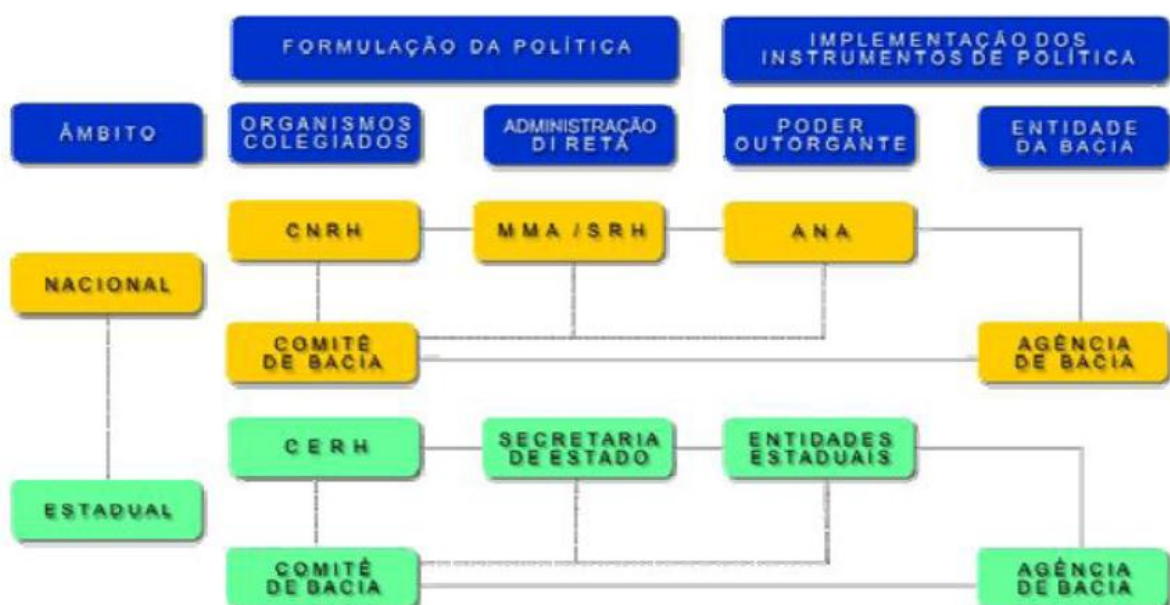 FORMULAÇÃO DA POLÍTICA
IMPLEMENTAÇÃO DOS
INSTRUMENTOS DE POLÍTICA
ÂMBITO
ORGANISMOS
COLEGIADOS
ADMINISTRAÇÃO
DIRETA
PODER
OUTORGANTE
ENTIDADE
DA BACIA
NACIONAL
CNRH
MMA / SRH
ANA
COMITÊ
DE BACIA
AGÊNCIA
DE BACIA
ESTADUAL
CERH
SECRETARIA
DE ESTADO
ENTIDADES
ESTADUAIS
COMITÊ
DE BACIA
AGÊNCIA
DE BACIA